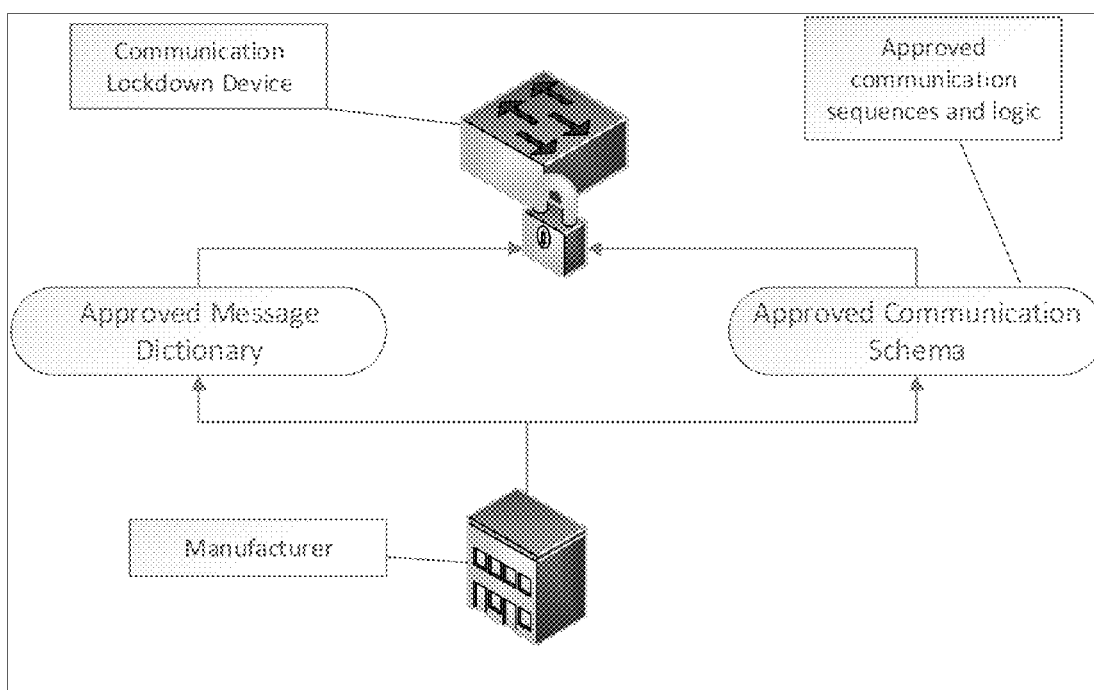 Communication
Lockdown Device
Approved
communication
sequences and logic
Approved Message
Dictionary
Approved Communication
Schema
Manufacturer